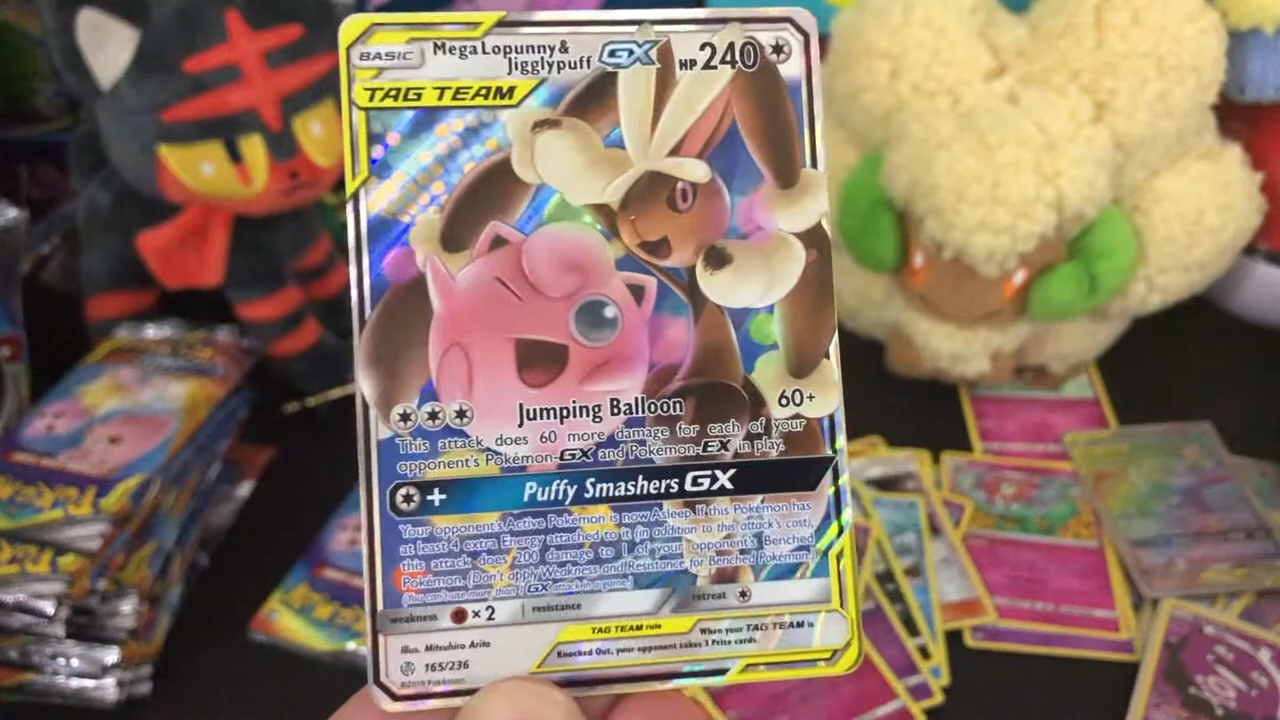 BASIC
Mega Lopunny &
Jigglypuff GX HP 240
TAG TEAM
Jumping Balloon 60+
This attack does 60 more damage for each of your
opponent's Pokémon-GX and Pokémon-EX in play.
+ Puffy Smashers GX
Your opponent's Active Pokémon is now Asleep. If this Pokémon has
at least 4 extra Energy attached to it (in addition to this attack's cost),
this attack does 200 damage to 1 of your opponent's Benched
Pokémon. (Don't apply Weakness and Resistance for Benched Pokémon.)
(You can't use more than 1 GX attack in a game.)
weakness ×2 resistance retreat
TAG TEAM rule
When your TAG TEAM is
Knocked Out, your opponent takes 3 Prize cards.
Illus. Mitsuhiro Arita
165/236
©2019 Pokémon